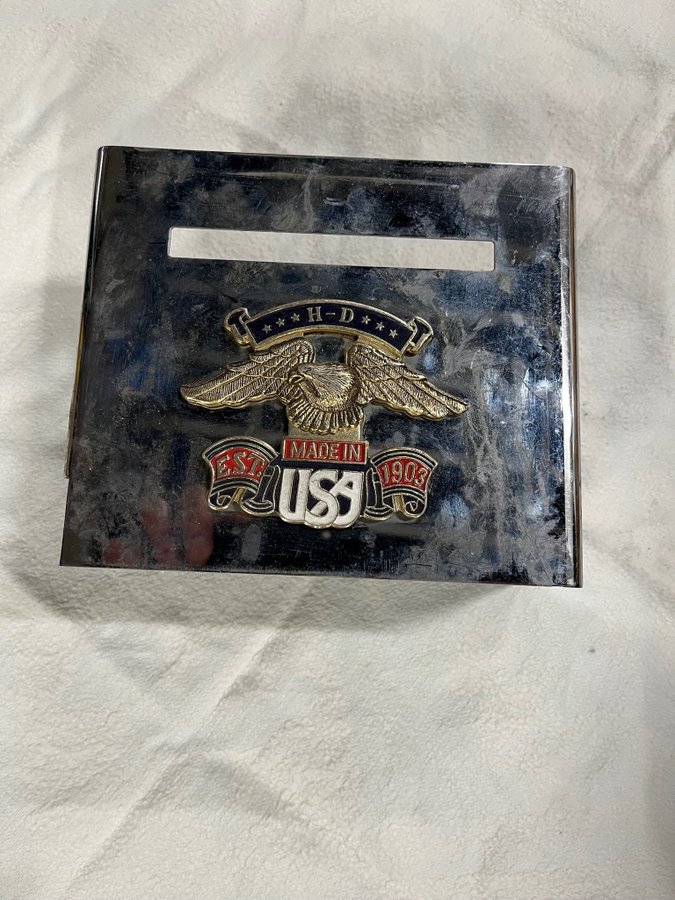 ★★★ H-D ★★★
MADE IN
EST. USA 1903